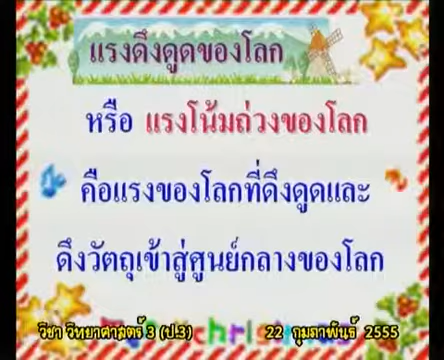 แรงดึงดูดของโลก
หรือ แรงโน้มถ่วงของโลก
คือแรงของโลกที่ดึงดูดและ
ดึงวัตถุเข้าสู่ศูนย์กลางของโลก
christmas
วิชา วิทยาศาสตร์ 3 (ป.3) 22 กุมภาพันธ์ 2555